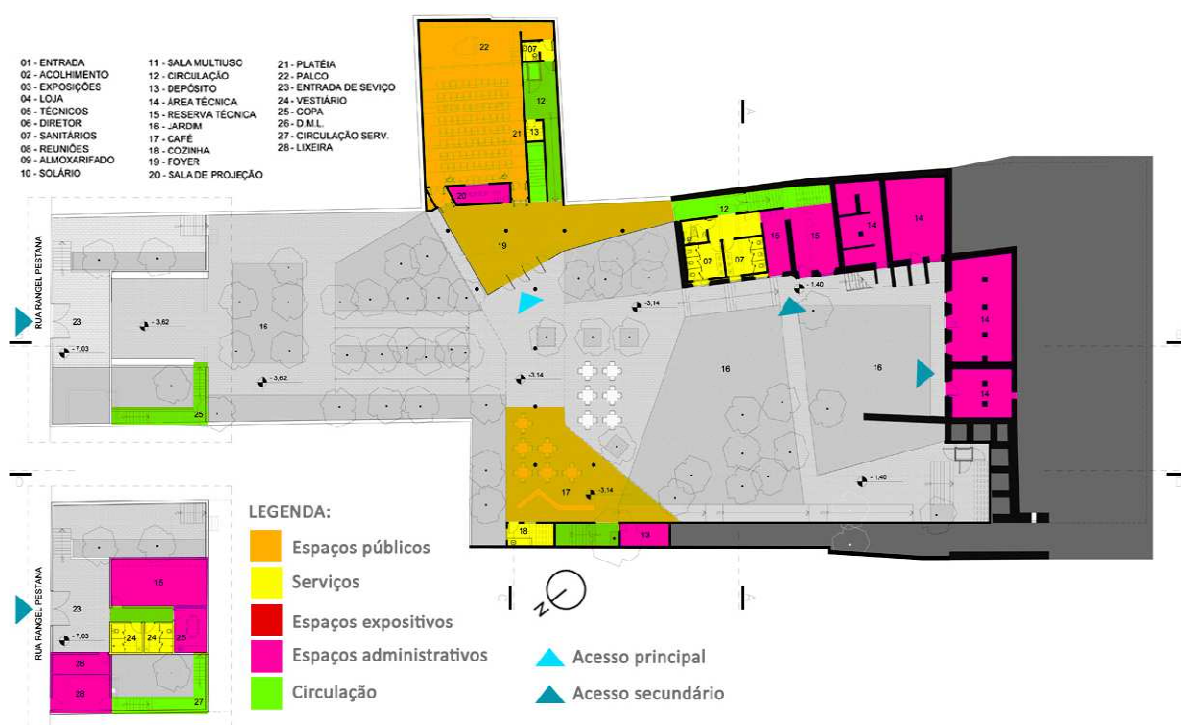 01 - ENTRADA
02 - ACOLHIMENTO
03 - EXPOSIÇÕES
04 - LOJA
05 - TÉCNICOS
06 - DIRETOR
07 - SANITÁRIOS
08 - REUNIÕES
09 - ALMOXARIFADO
10 - SOLÁRIO
11 - SALA MULTIUSO
12 - CIRCULAÇÃO
13 - DEPÓSITO
14 - ÁREA TÉCNICA
15 - RESERVA TÉCNICA
16 - JARDIM
17 - CAFÉ
18 - COZINHA
19 - FOYER
20 - SALA DE PROJEÇÃO
21 - PLATÉIA
22 - PALCO
23 - ENTRADA DE SEVIÇO
24 - VESTIÁRIO
25 - COPA
26 - D.M.L.
27 - CIRCULAÇÃO SERV.
28 - LIXEIRA
22
07
12
21
13
20
19
12
07
07
15
15
14
14
14
14
16
16
16
23
25
17
18
13
-3,62
-3,62
-3,14
-3,14
-3,14
-1,40
-1,40
RUA RANGEL PESTANA
RUA RANGEL PESTANA
15
23
24
24
25
28
27
LEGENDA:
Espaços públicos
Serviços
Espaços expositivos
Espaços administrativos
Circulação
N
Acesso principal
Acesso secundário